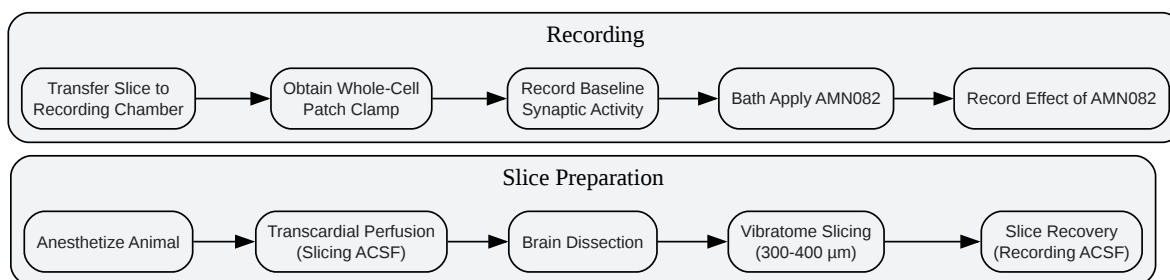 Recording
Transfer Slice to
Recording Chamber
Obtain Whole-Cell
Patch Clamp
Record Baseline
Synaptic Activity
Bath Apply AMN082
Record Effect of AMN082
Slice Preparation
Anesthetize Animal
Transcardial Perfusion
(Slicing ACSF)
Brain Dissection
Vibratome Slicing
(300-400 µm)
Slice Recovery
(Recording ACSF)